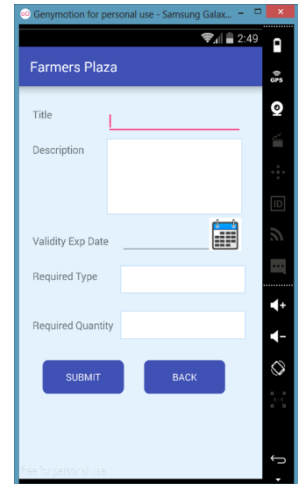 Genymotion for personal use - Samsung Galax...
2:49
Farmers Plaza
GPS
Title
Description
ID
Validity Exp Date
Required Type
Required Quantity
SUBMIT BACK
free for personal use